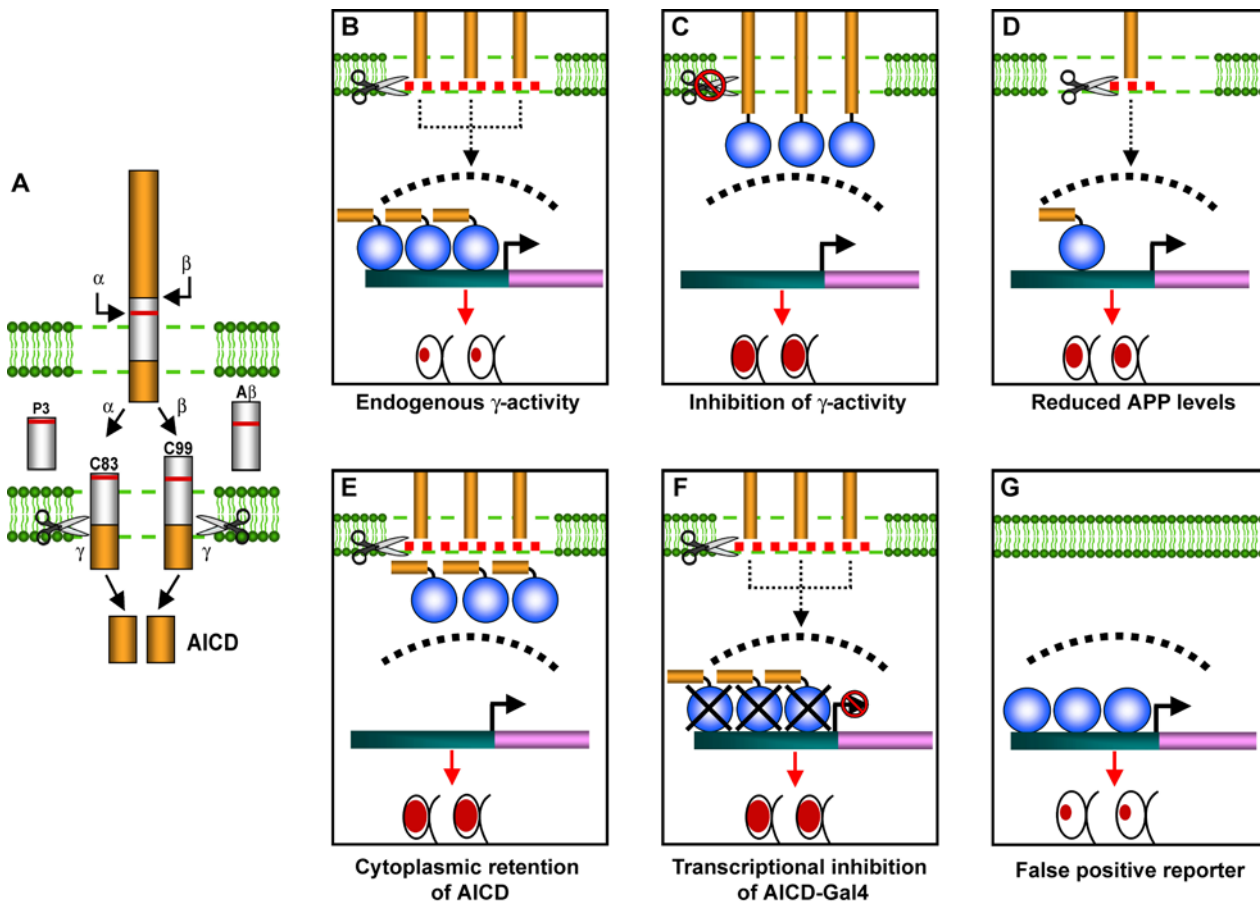 A
α
β
α
β
P3
Aβ
C83
C99
γ
γ
AICD
B
Endogenous γ-activity
C
Inhibition of γ-activity
D
Reduced APP levels
E
Cytoplasmic retention
of AICD
F
Transcriptional inhibition
of AICD-Gal4
G
False positive reporter